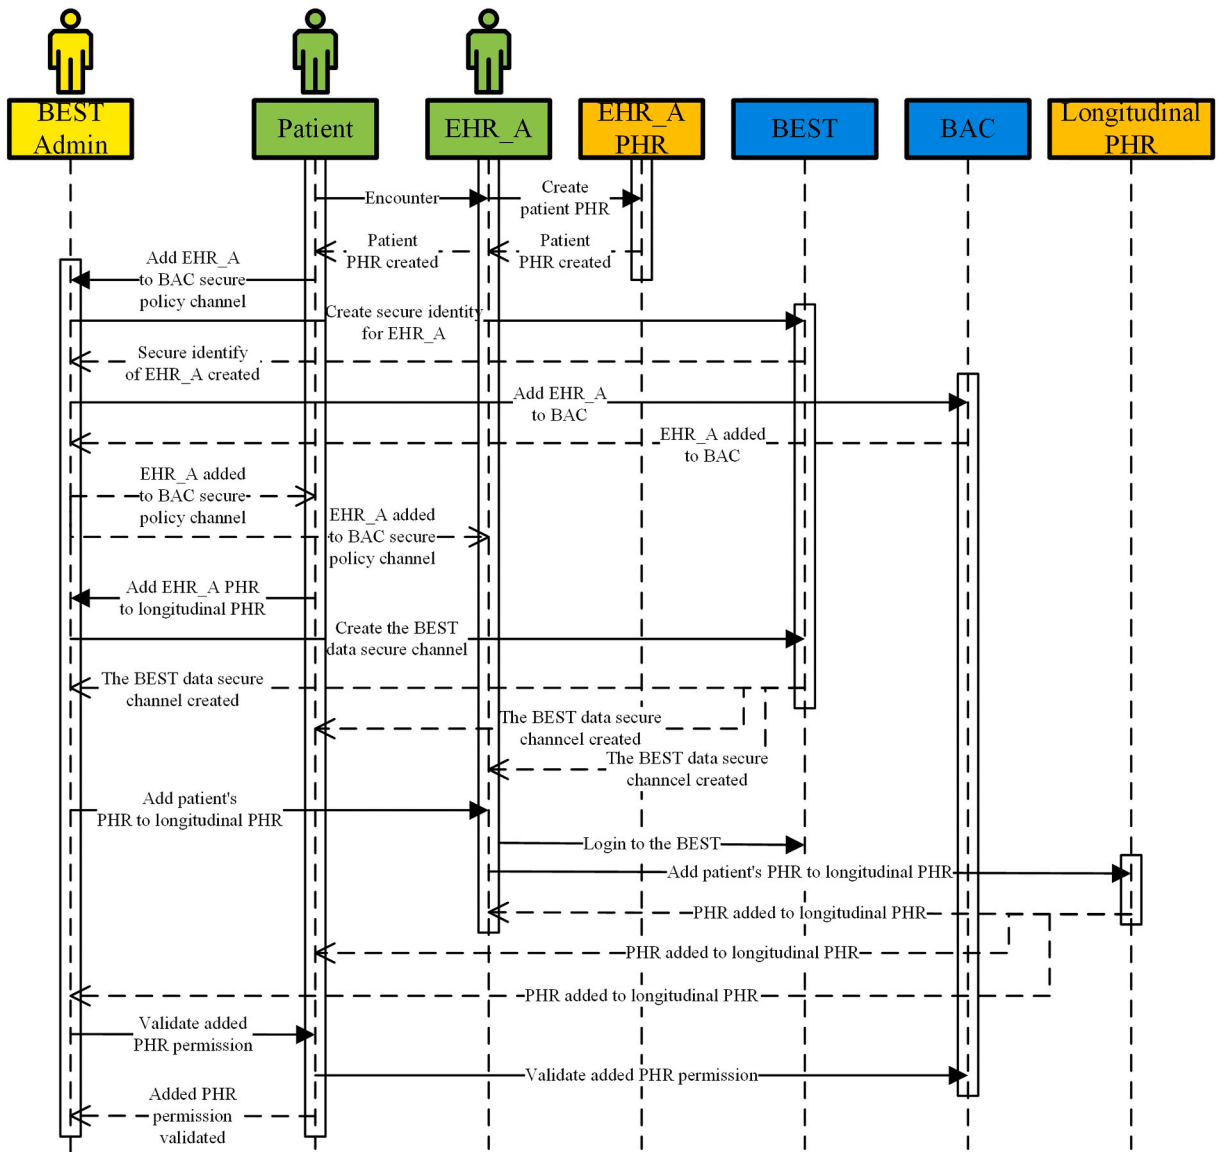 BEST
Admin
Patient
EHR_A
EHR_A
PHR
BEST
BAC
Longitudinal
PHR
Encounter
Create
patient PHR
Patient
PHR created
Patient
PHR created
Add EHR_A
to BAC secure
policy channel
Create secure identity
for EHR_A
Secure identify
of EHR_A created
Add EHR_A
to BAC
EHR_A added
to BAC
EHR_A added
to BAC secure
policy channel
EHR_A added
to BAC secure
policy channel
Add EHR_A PHR
to longitudinal PHR
Create the BEST
data secure channel
The BEST data secure
channel created
The BEST data secure
channcel created
The BEST data secure
channcel created
Add patient's
PHR to longitudinal PHR
Login to the BEST
Add patient's PHR to longitudinal PHR
PHR added to longitudinal PHR
PHR added to longitudinal PHR
PHR added to longitudinal PHR
Validate added
PHR permission
Validate added PHR permission
Added PHR
permission
validated